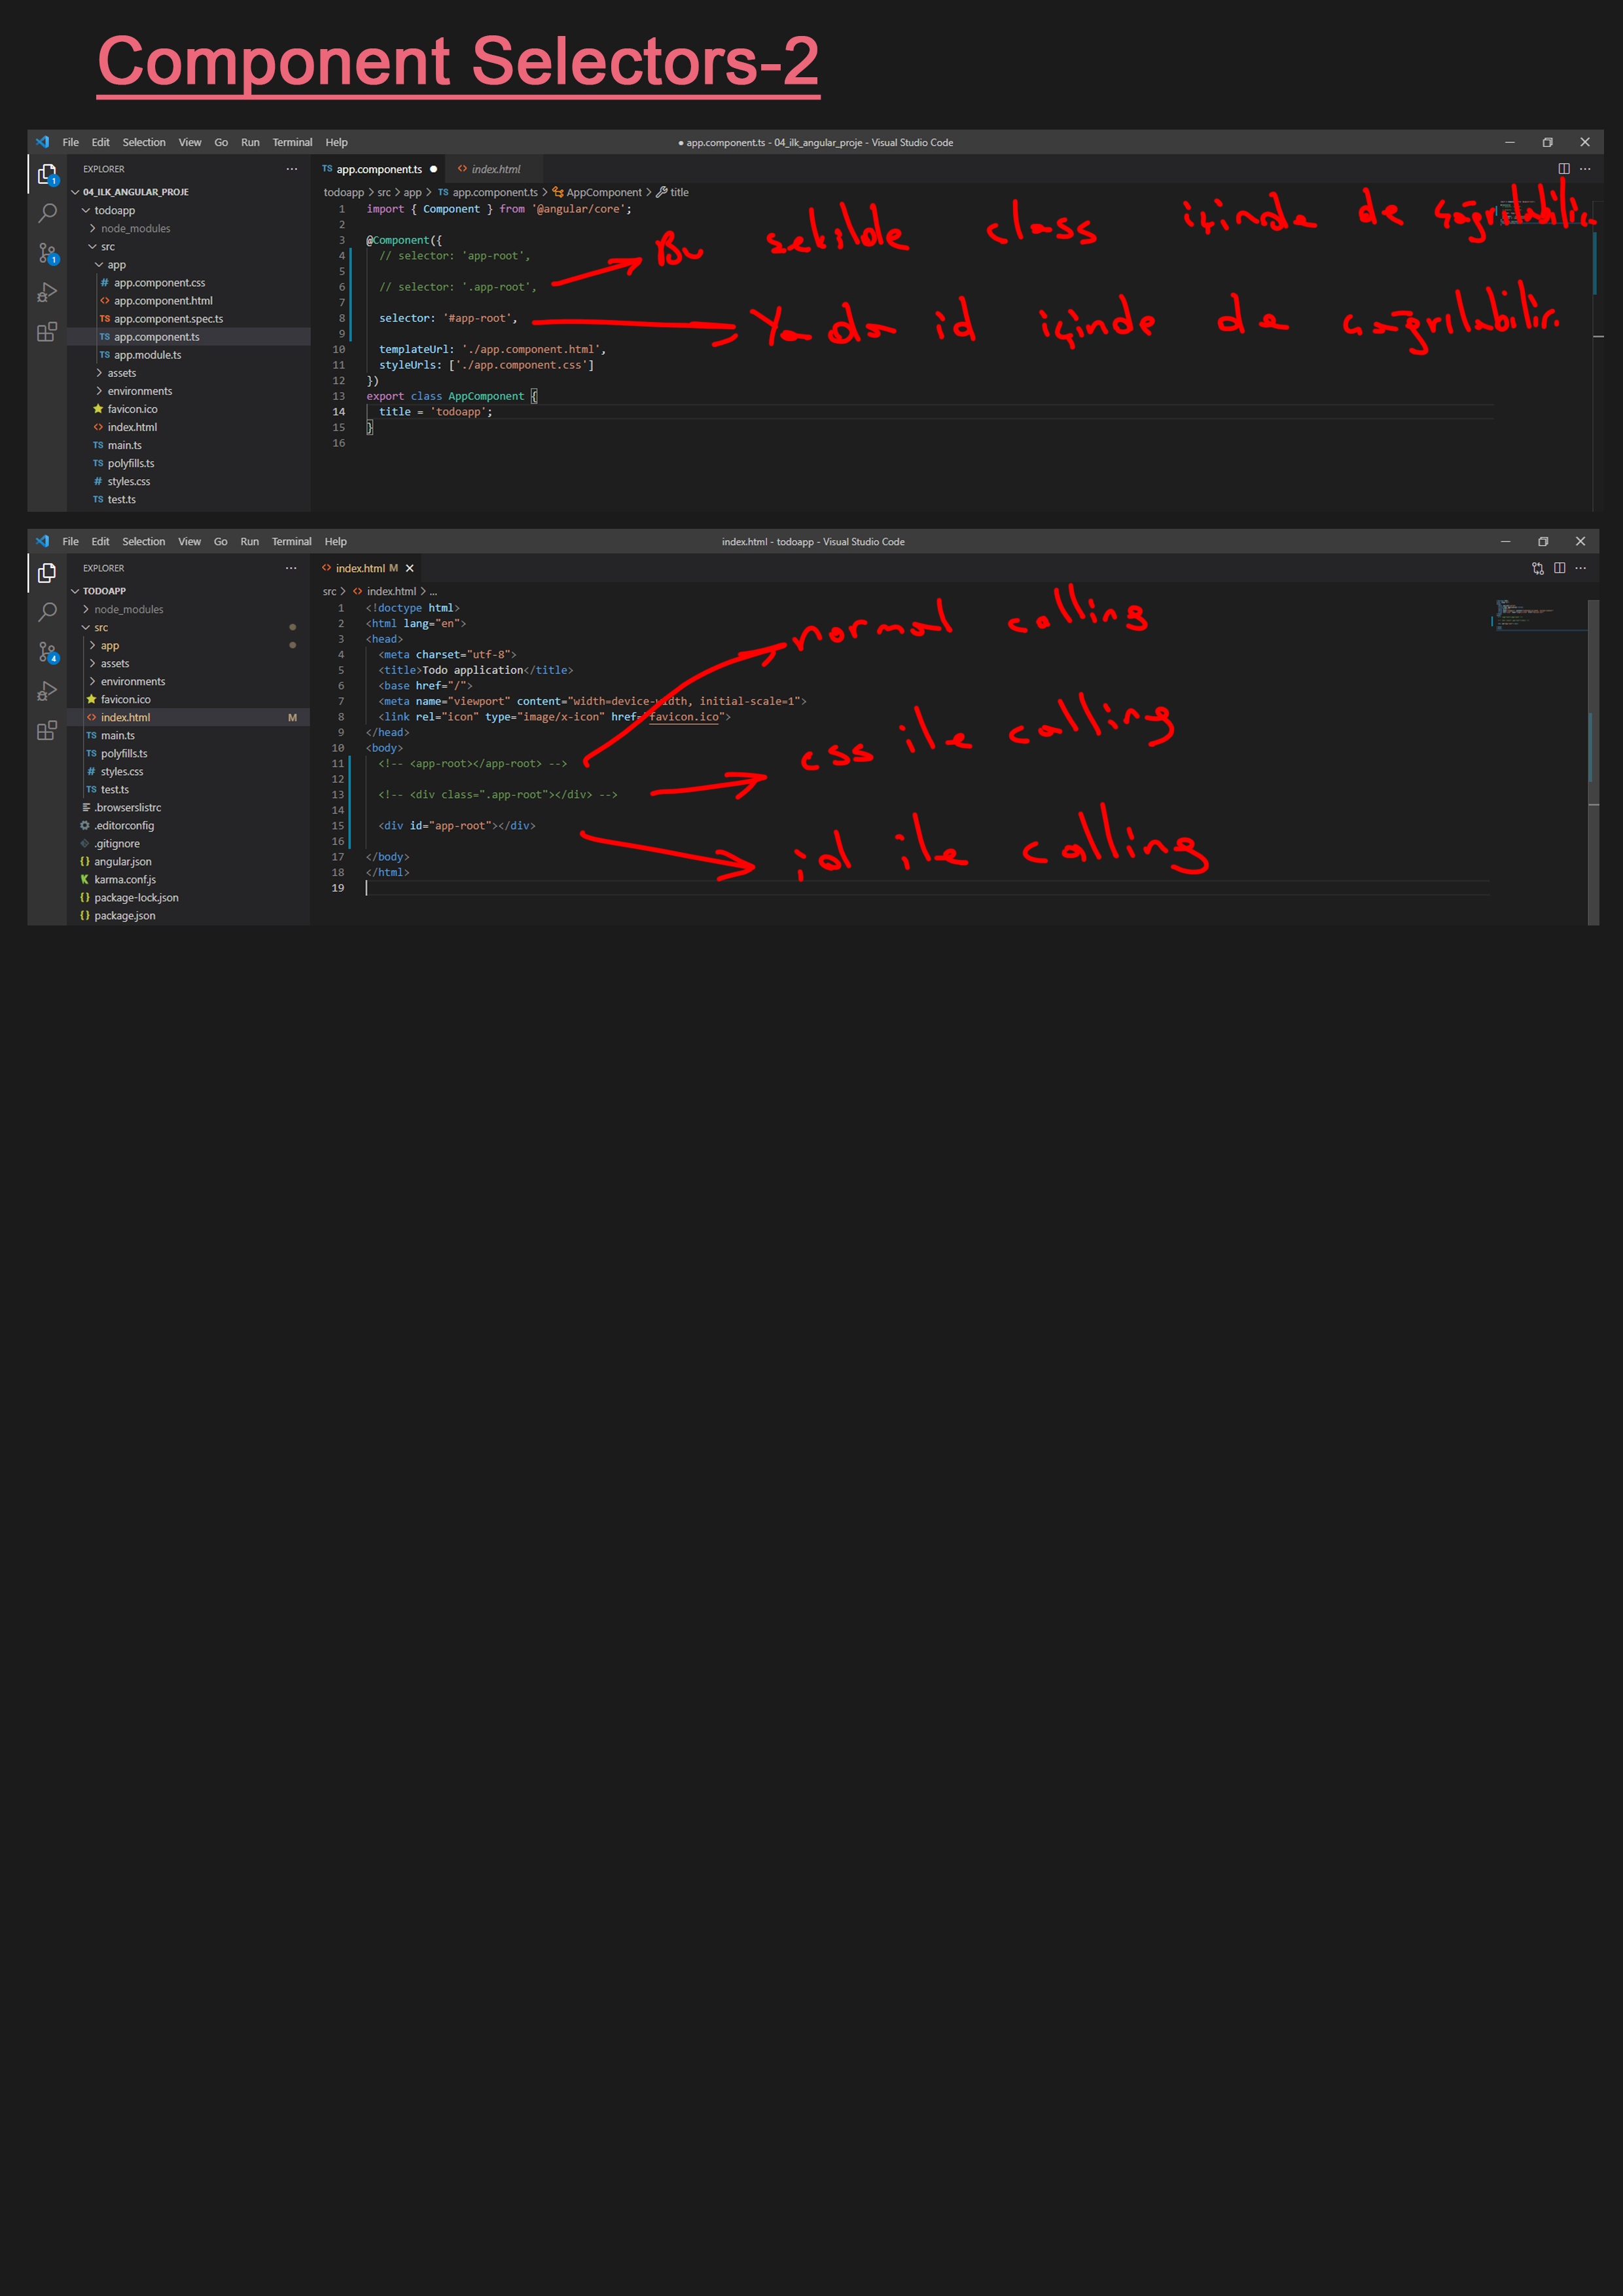 Component Selectors-2
File Edit Selection View Go Run Terminal Help
● app.component.ts - 04_ilk_angular_proje - Visual Studio Code
EXPLORER ...
04_ILK_ANGULAR_PROJE
todoapp
node_modules
src
app
app.component.css
app.component.html
app.component.spec.ts
app.component.ts
app.module.ts
assets
environments
favicon.ico
index.html
main.ts
polyfills.ts
styles.css
test.ts
TS app.component.ts ● index.html
todoapp > src > app > TS app.component.ts > AppComponent > title
1 import { Component } from '@angular/core';
2
3 @Component({
4 // selector: 'app-root',
5
6 // selector: '.app-root',
7
8 selector: '#app-root',
9
10 templateUrl: './app.component.html',
11 styleUrls: ['./app.component.css']
12 })
13 export class AppComponent {
14 title = 'todoapp';
15 }
16
Bu sekilde class içinde de çağrılabilir.
Ya da id içinde de çağrılabilir.
File Edit Selection View Go Run Terminal Help
index.html - todoapp - Visual Studio Code
EXPLORER ...
TODOAPP
node_modules
src
app
assets
environments
favicon.ico
index.html M
main.ts
polyfills.ts
styles.css
test.ts
.browserslistrc
.editorconfig
.gitignore
angular.json
karma.conf.js
package-lock.json
package.json
index.html M
src > index.html > ...
1 <!doctype html>
2 <html lang="en">
3 <head>
4 <meta charset="utf-8">
5 <title>Todo application</title>
6 <base href="/">
7 <meta name="viewport" content="width=device-width, initial-scale=1">
8 <link rel="icon" type="image/x-icon" href="favicon.ico">
9 </head>
10 <body>
11 <!-- <app-root></app-root> -->
12
13 <!-- <div class=".app-root"></div> -->
14
15 <div id="app-root"></div>
16
17 </body>
18 </html>
19
normal calling
css ile calling
id ile calling